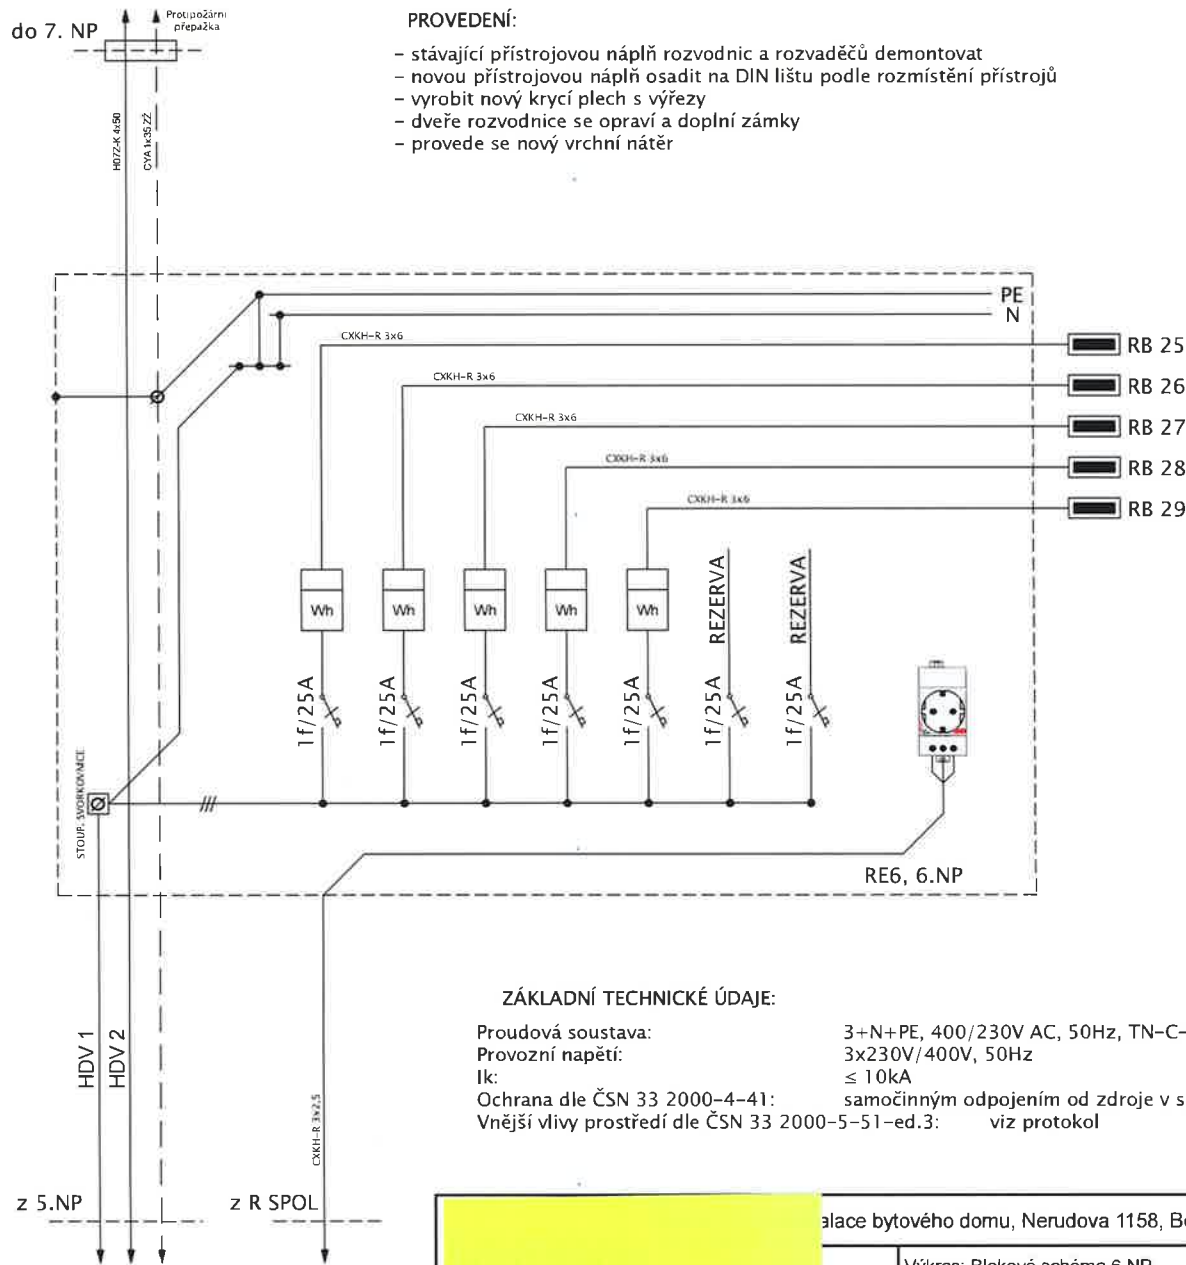 do 7. NP
Protipožární
přepážka
PROVEDENÍ:
- stávající přístrojovou náplň rozvodnic a rozvaděčů demontovat
- novou přístrojovou náplň osadit na DIN lištu podle rozmístění přístrojů
- vyrobit nový krycí plech s výřezy
- dveře rozvodnice se opraví a doplní zámky
- provede se nový vrchní nátěr
H07Z-K 4x50
CYA 1x35 ZŽ
PE
N
CXKH-R 3x6
RB 25
CXKH-R 3x6
RB 26
CXKH-R 3x6
RB 27
CXKH-R 3x6
RB 28
CXKH-R 3x6
RB 29
Wh
Wh
Wh
Wh
Wh
REZERVA
REZERVA
1f/25A
1f/25A
1f/25A
1f/25A
1f/25A
1f/25A
1f/25A
STOUP. SVORKOVNICE
RE6, 6.NP
HDV 1
HDV 2
CXKH-R 3x2,5
ZÁKLADNÍ TECHNICKÉ ÚDAJE:
Proudová soustava: 3+N+PE, 400/230V AC, 50Hz, TN-C-
Provozní napětí: 3x230V/400V, 50Hz
Ik: ≤ 10kA
Ochrana dle ČSN 33 2000-4-41: samočinným odpojením od zdroje v s
Vnější vlivy prostředí dle ČSN 33 2000-5-51-ed.3: viz protokol
z 5.NP
z R SPOL
alace bytového domu, Nerudova 1158, B
Výkres: Blokové schéma 6.NP